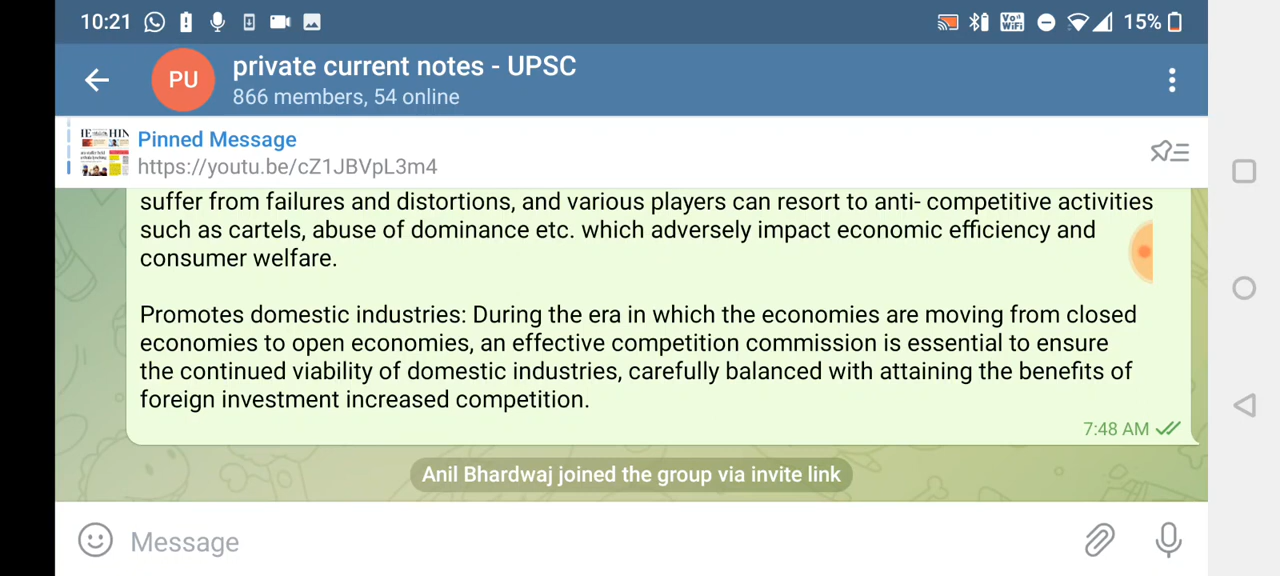 10:21
Vo
WiFi
15%
PU
private current notes - UPSC
866 members, 54 online
Pinned Message
https://youtu.be/cZ1JBVpL3m4
suffer from failures and distortions, and various players can resort to anti- competitive activities
such as cartels, abuse of dominance etc. which adversely impact economic efficiency and
consumer welfare.
Promotes domestic industries: During the era in which the economies are moving from closed
economies to open economies, an effective competition commission is essential to ensure
the continued viability of domestic industries, carefully balanced with attaining the benefits of
foreign investment increased competition.
7:48 AM
Anil Bhardwaj joined the group via invite link
Message